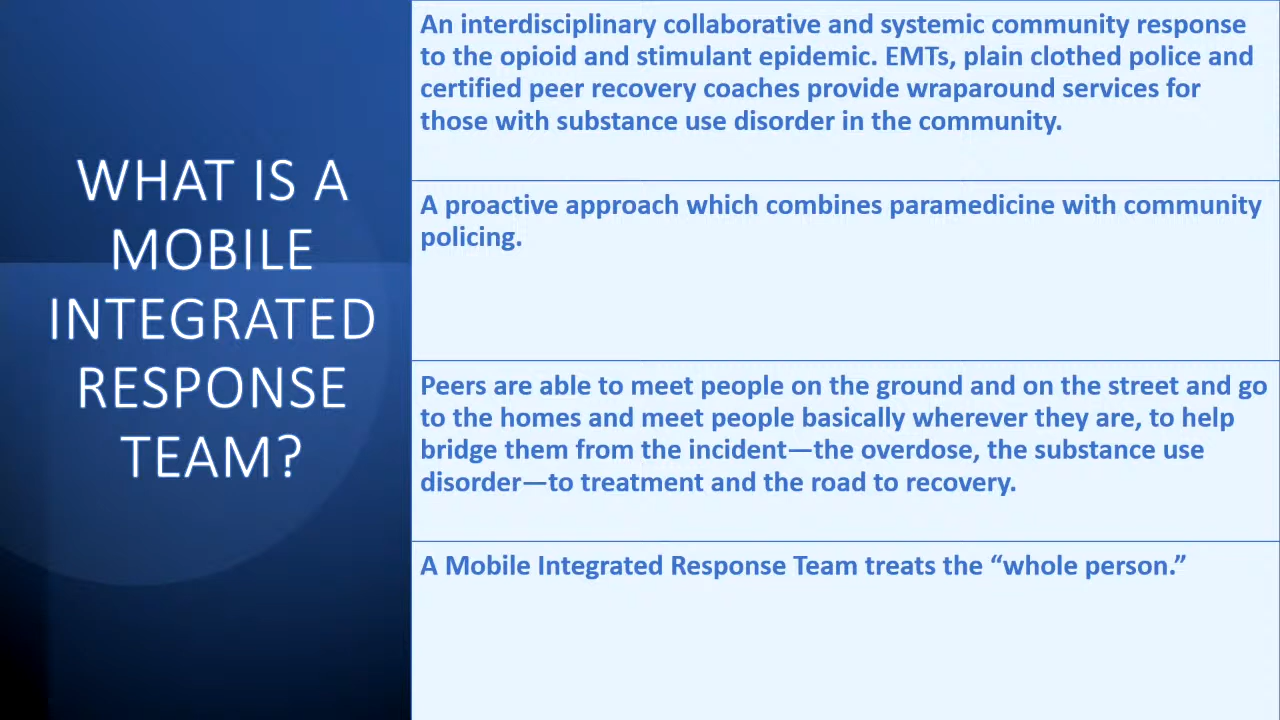 WHAT IS A
MOBILE
INTEGRATED
RESPONSE
TEAM?
An interdisciplinary collaborative and systemic community response
to the opioid and stimulant epidemic. EMTs, plain clothed police and
certified peer recovery coaches provide wraparound services for
those with substance use disorder in the community.
A proactive approach which combines paramedicine with community
policing.
Peers are able to meet people on the ground and on the street and go
to the homes and meet people basically wherever they are, to help
bridge them from the incident—the overdose, the substance use
disorder—to treatment and the road to recovery.
A Mobile Integrated Response Team treats the “whole person.”